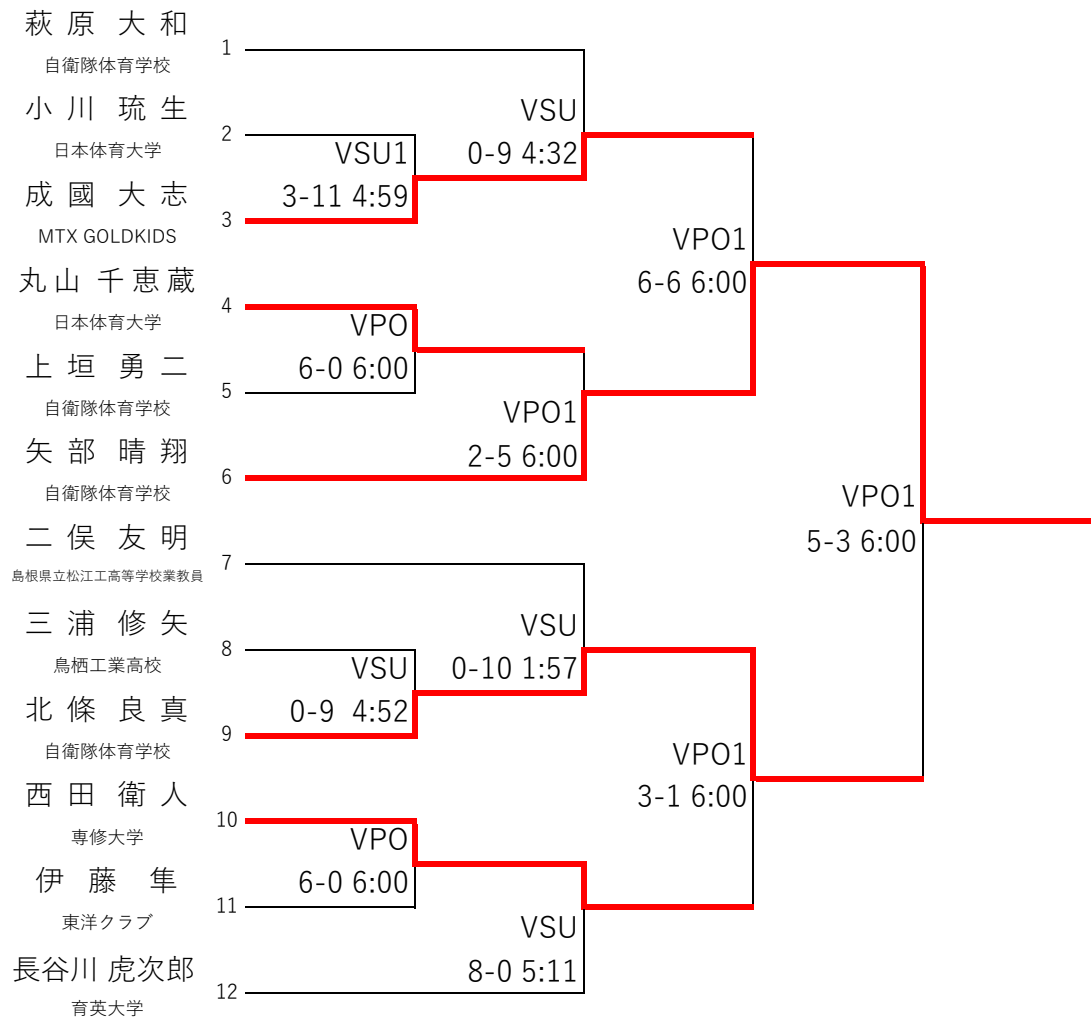 萩原 大和
1
自衛隊体育学校
小川 琉生
2
日本体育大学
VSU
0-9 4:32
VSU1
3-11 4:59
成國 大志
3
MTX GOLDKIDS
丸山 千恵蔵
4
日本体育大学
VPO
6-0 6:00
VPO1
6-6 6:00
上垣 勇二
5
自衛隊体育学校
VPO1
2-5 6:00
矢部 晴翔
6
自衛隊体育学校
VPO1
5-3 6:00
二俣 友明
7
島根県立松江工高等学校業教員
三浦 修矢
8
鳥栖工業高校
VSU
0-10 1:57
VSU
0-9 4:52
北條 良真
9
自衛隊体育学校
VPO1
3-1 6:00
西田 衛人
10
専修大学
VPO
6-0 6:00
伊藤 隼
11
東洋クラブ
VSU
8-0 5:11
長谷川 虎次郎
12
育英大学